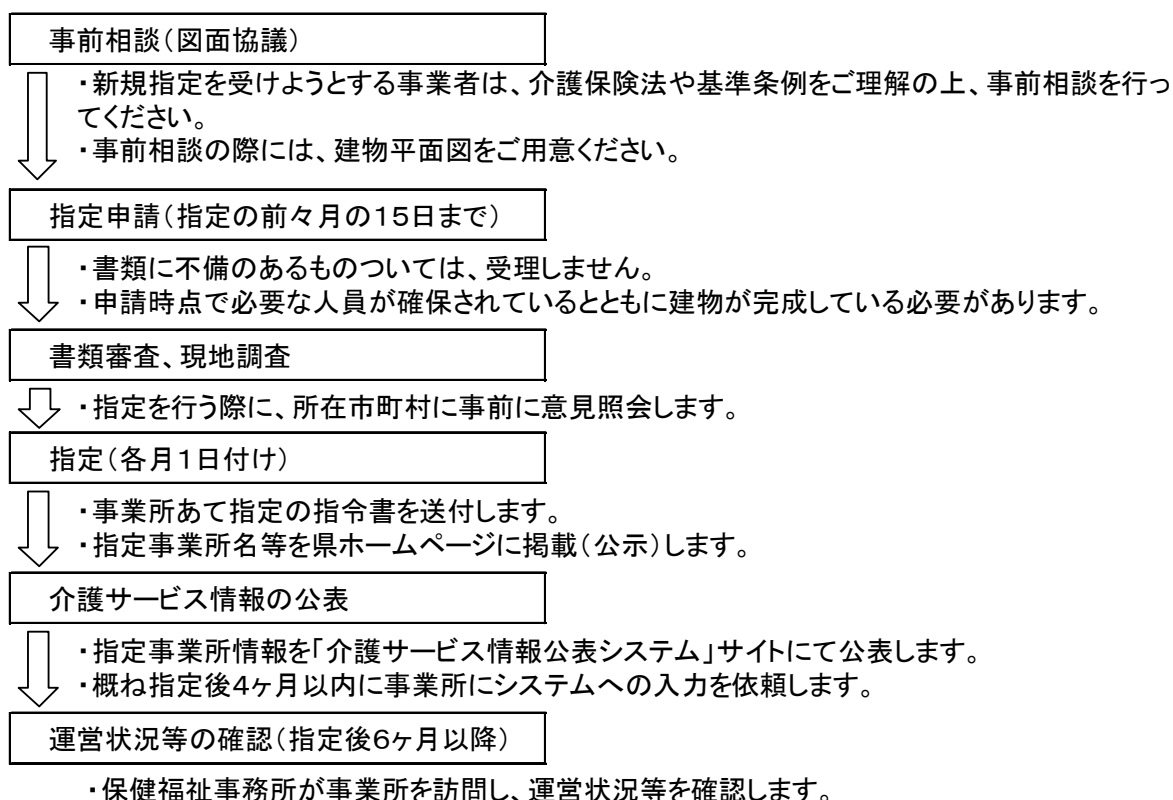 事前相談（図面協議）
・新規指定を受けようとする事業者は、介護保険法や基準条例をご理解の上、事前相談を行っ
てください。
・事前相談の際には、建物平面図をご用意ください。
指定申請（指定の前々月の１５日まで）
・書類に不備のあるものついては、受理しません。
・申請時点で必要な人員が確保されているとともに建物が完成している必要があります。
書類審査、現地調査
・指定を行う際に、所在市町村に事前に意見照会します。
指定（各月１日付け）
・事業所あて指定の指令書を送付します。
・指定事業所名等を県ホームページに掲載（公示）します。
介護サービス情報の公表
・指定事業所情報を「介護サービス情報公表システム」サイトにて公表します。
・概ね指定後４ヶ月以内に事業所にシステムへの入力を依頼します。
運営状況等の確認（指定後６ヶ月以降）
・保健福祉事務所が事業所を訪問し、運営状況等を確認します。